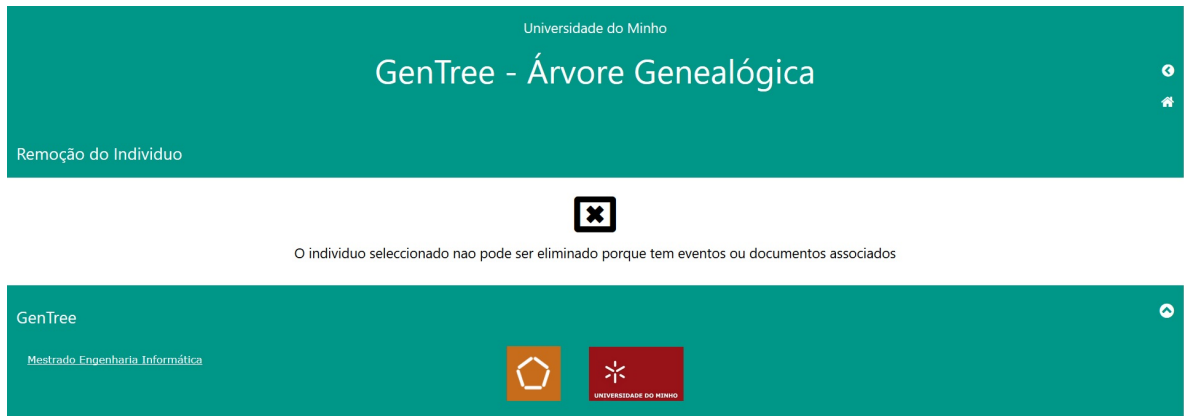 Universidade do Minho
GenTree - Árvore Genealógica
Remoção do Individuo
O individuo seleccionado nao pode ser eliminado porque tem eventos ou documentos associados
GenTree
Mestrado Engenharia Informática
UNIVERSIDADE DO MINHO